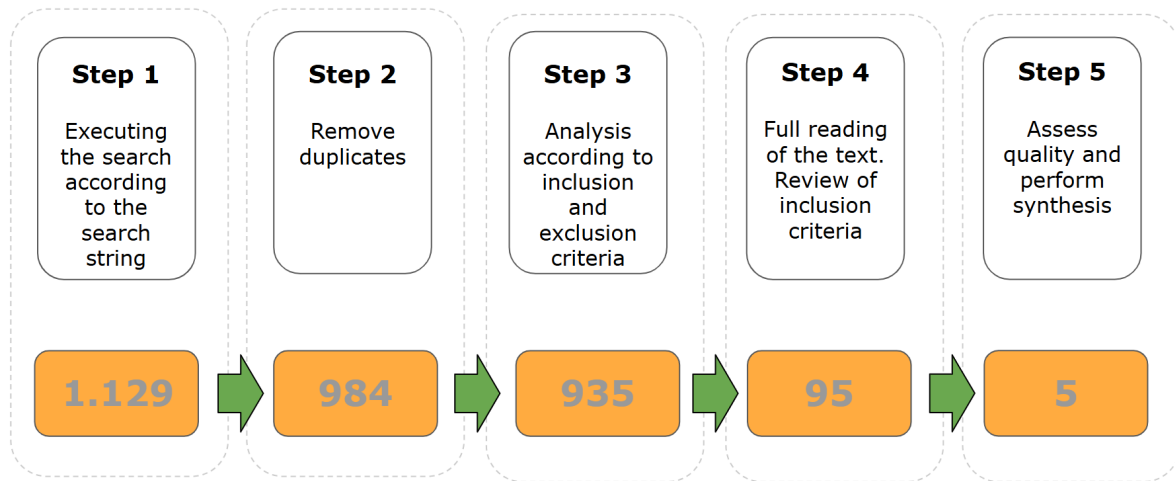 Step 1
Executing
the search
according
to the
search
string
1.129
Step 2
Remove
duplicates
984
Step 3
Analysis
according to
inclusion
and
exclusion
criteria
935
Step 4
Full reading
of the text.
Review of
inclusion
criteria
95
Step 5
Assess
quality and
perform
synthesis
5